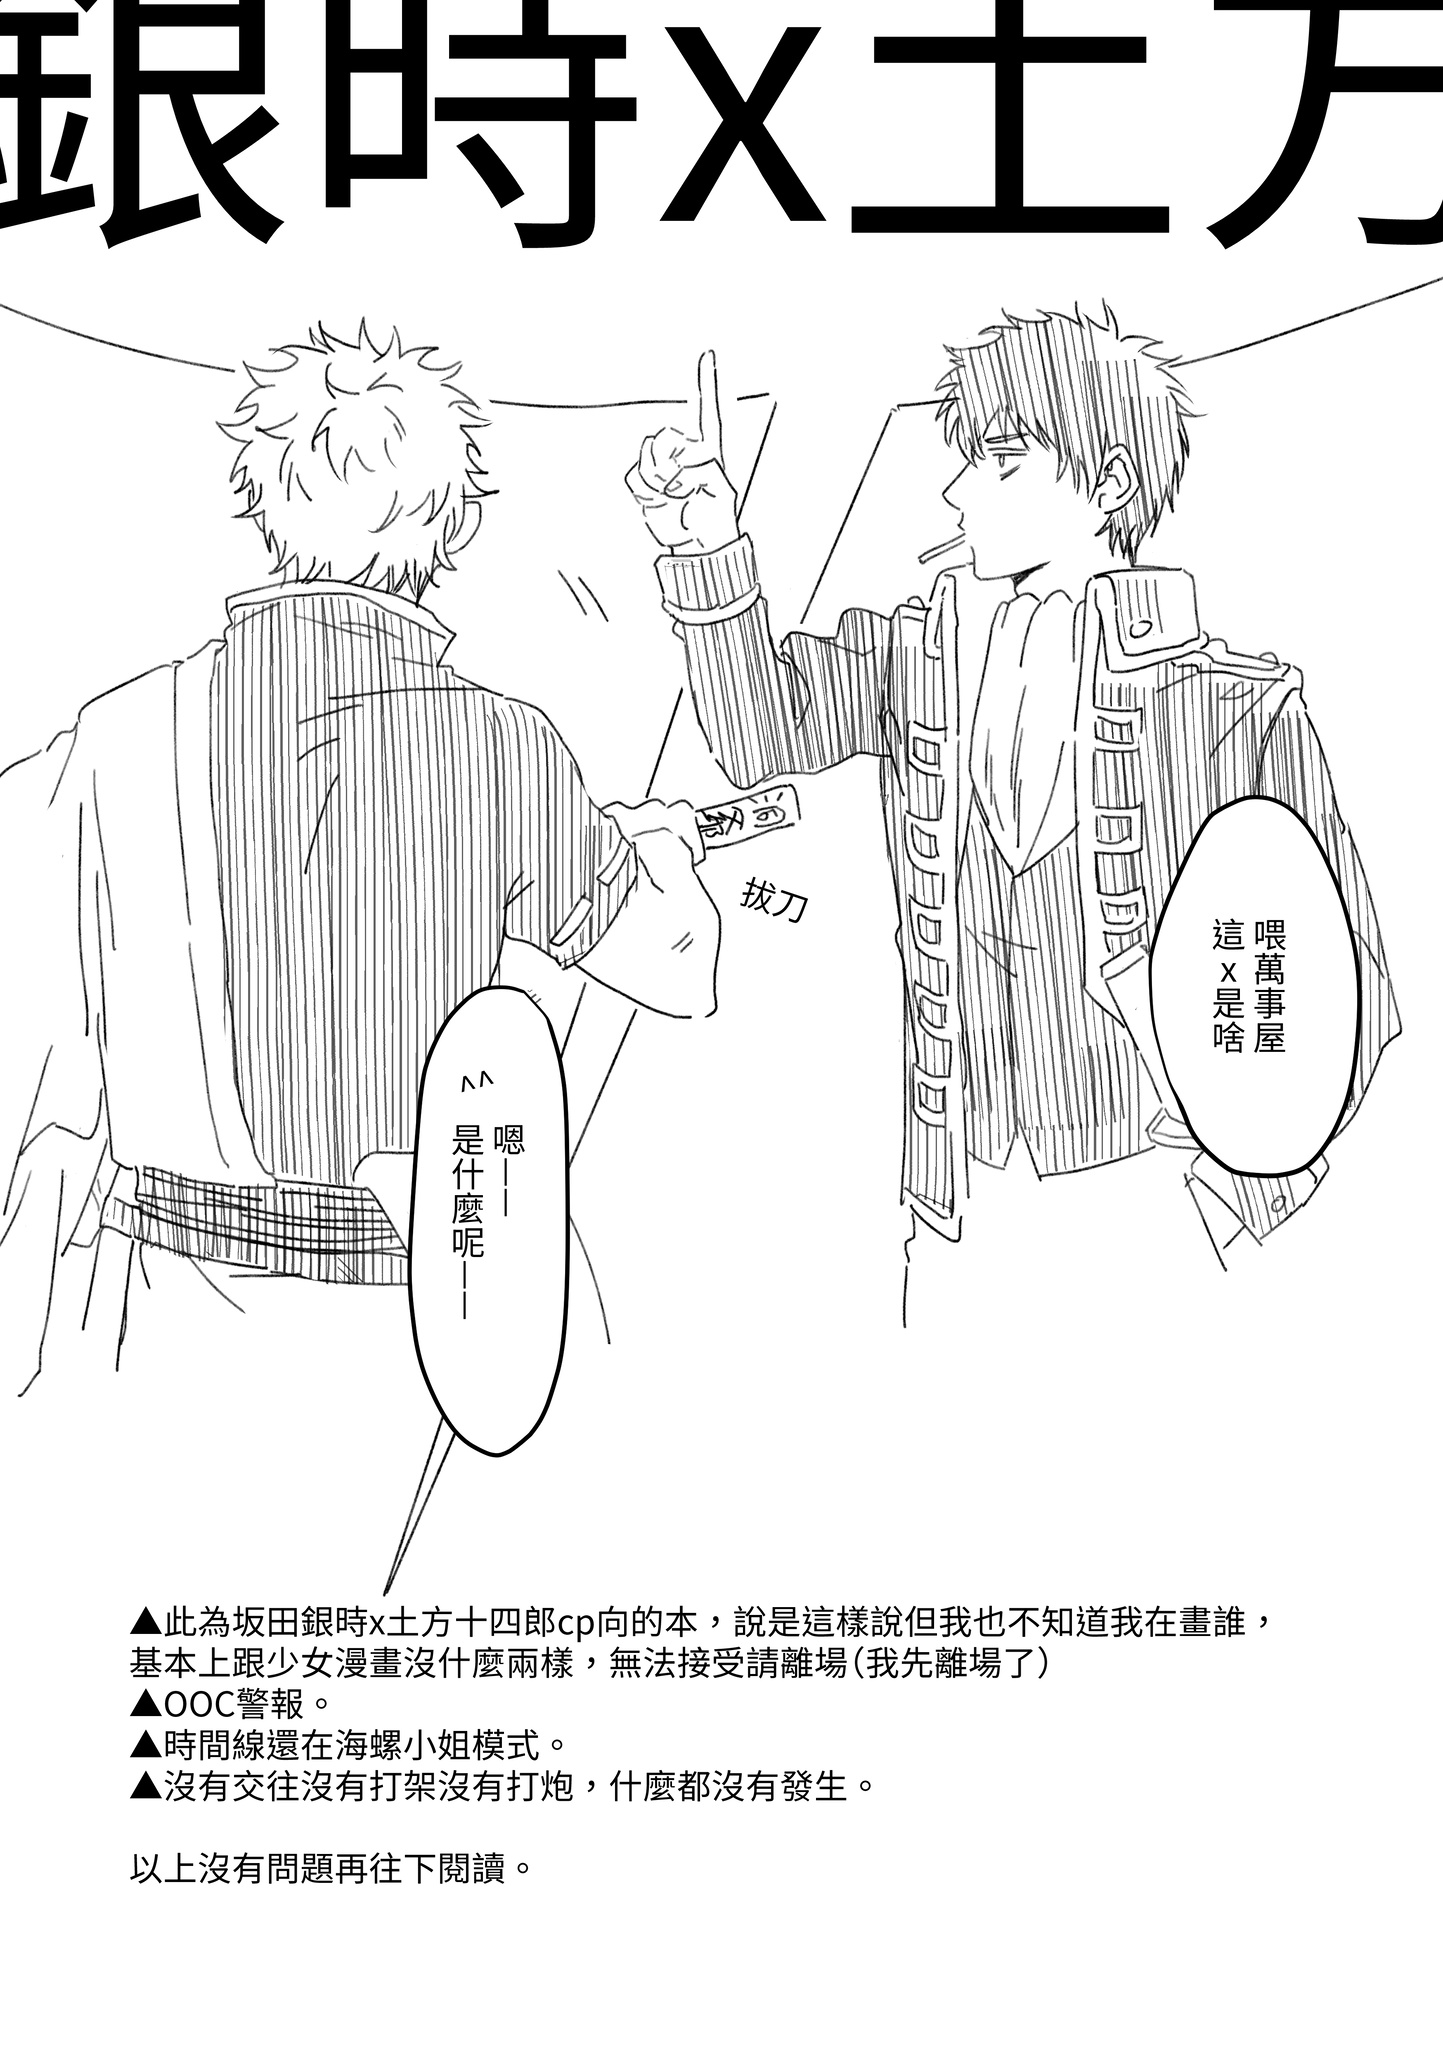 銀時x土方
喂萬事屋
這x是啥
拔刀
^^
嗯——
是什麼呢——
▲此為坂田銀時x土方十四郎cp向的本，說是這樣說但我也不知道我在畫誰，
基本上跟少女漫畫沒什麼兩樣，無法接受請離場(我先離場了)
▲OOC警報。
▲時間線還在海螺小姐模式。
▲沒有交往沒有打架沒有打炮，什麼都沒有發生。
以上沒有問題再往下閱讀。